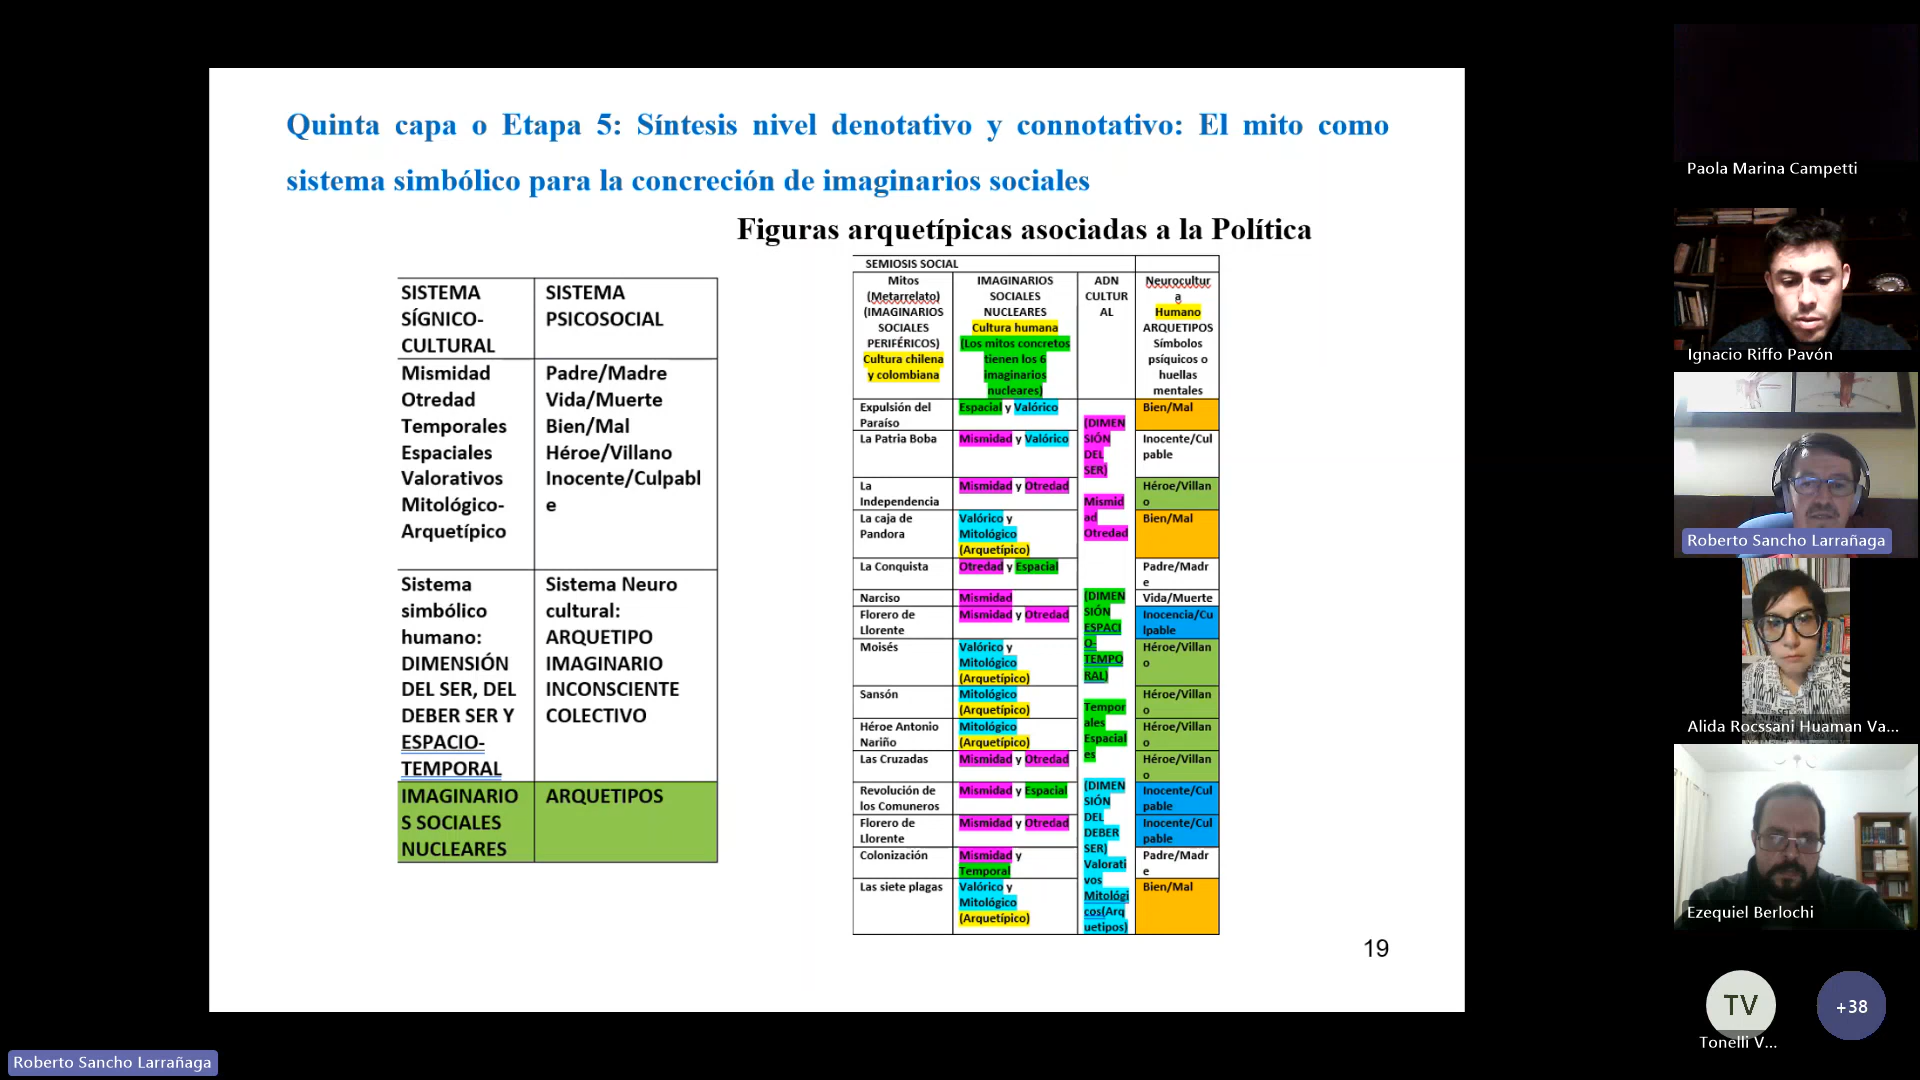 Quinta capa o Etapa 5: Síntesis nivel denotativo y connotativo: El mito como
sistema simbólico para la concreción de imaginarios sociales
Figuras arquetípicas asociadas a la Política
SISTEMA
SÍGNICO-
CULTURAL
SISTEMA
PSICOSOCIAL
Mismidad
Otredad
Temporales
Espaciales
Valorativos
Mitológico-
Arquetípico
Padre/Madre
Vida/Muerte
Bien/Mal
Héroe/Villano
Inocente/Culpabl
e
Sistema
simbólico
humano:
DIMENSIÓN
DEL SER, DEL
DEBER SER Y
ESPACIO-
TEMPORAL
Sistema Neuro
cultural:
ARQUETIPO
IMAGINARIO
INCONSCIENTE
COLECTIVO
IMAGINARIO
S SOCIALES
NUCLEARES
ARQUETIPOS
SEMIOSIS SOCIAL
Mitos
(Metarrelato)
(IMAGINARIOS
SOCIALES
PERIFÉRICOS)
Cultura chilena
y colombiana
IMAGINARIOS
SOCIALES
NUCLEARES
Cultura humana
(Los mitos concretos
tienen los 6
imaginarios
nucleares)
ADN
CULTUR
AL
Neurocultur
a
Humano
ARQUETIPOS
Símbolos
psíquicos o
huellas
mentales
Expulsión del
Paraíso
Espacial y Valórico
Bien/Mal
La Patria Boba
Mismidad y Valórico
Inocente/Cul
pable
La
Independencia
Mismidad y Otredad
Héroe/Villan
o
La caja de
Pandora
Valórico y
Mitológico
(Arquetípico)
Bien/Mal
La Conquista
Otredad y Espacial
Padre/Madr
e
Narciso
Mismidad
Vida/Muerte
Florero de
Llorente
Mismidad y Otredad
Inocencia/Cu
lpable
Moisés
Valórico y
Mitológico
(Arquetípico)
Héroe/Villan
o
Sansón
Mitológico
(Arquetípico)
Héroe/Villan
o
Héroe Antonio
Nariño
Mitológico
(Arquetípico)
Héroe/Villan
o
Las Cruzadas
Mismidad y Otredad
Héroe/Villan
o
Revolución de
los Comuneros
Mismidad y Espacial
Inocente/Cul
pable
Florero de
Llorente
Mismidad y Otredad
Inocente/Cul
pable
Colonización
Mismidad y
Temporal
Padre/Madr
e
Las siete plagas
Valórico y
Mitológico
(Arquetípico)
Bien/Mal
(DIMEN
SIÓN
DEL
SER)
Mismid
ad
Otredad
(DIMEN
SIÓN
ESPACI
O-
TEMPO
RAL)
Tempor
ales
Espacial
es
(DIMEN
SIÓN
DEL
DEBER
SER)
Valorati
vos
Mitológi
cos(Arq
uetipos)
19
Paola Marina Campetti
Ignacio Riffo Pavón
Roberto Sancho Larrañaga
Alida Rocssani Huaman Va...
Ezequiel Berlochi
TV
+38
Tonelli V...
Roberto Sancho Larrañaga